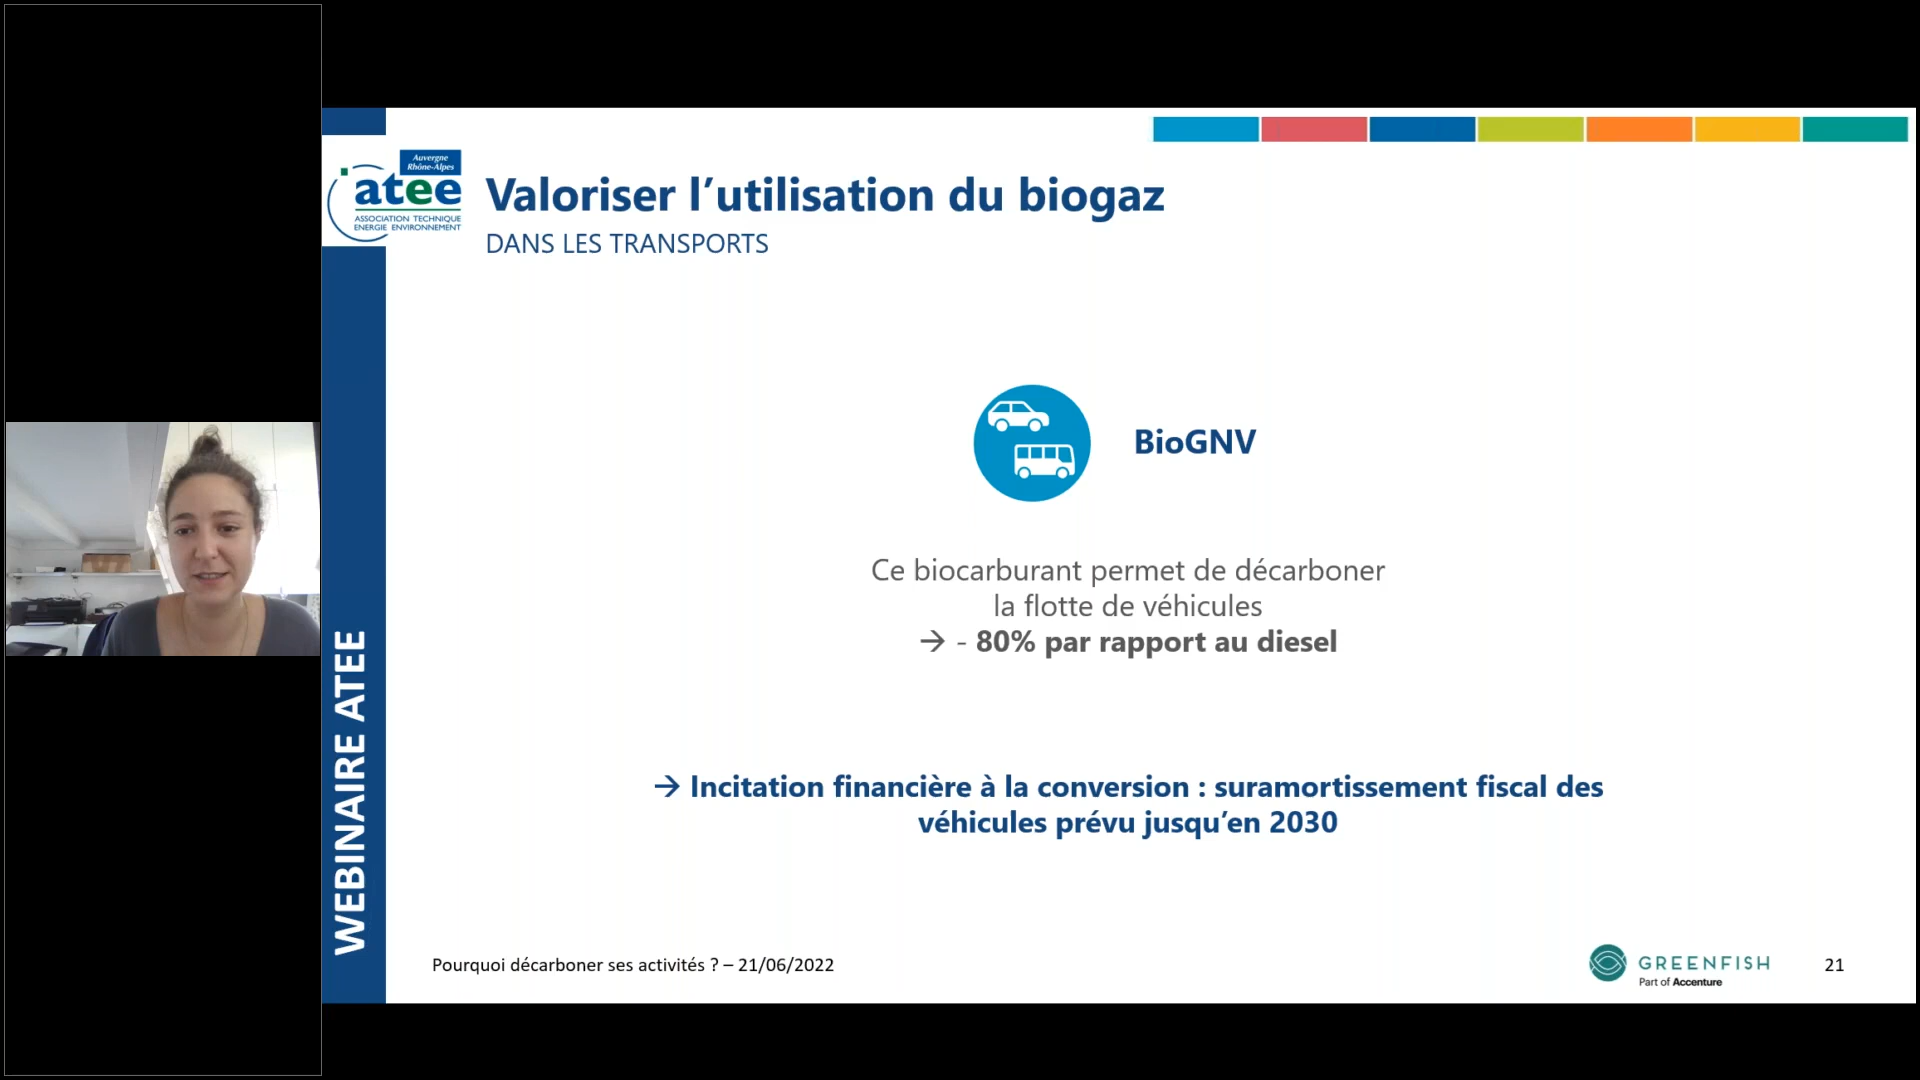 Auvergne
Rhône-Alpes
atee
ASSOCIATION TECHNIQUE
ENERGIE ENVIRONNEMENT
Valoriser l’utilisation du biogaz
DANS LES TRANSPORTS
BioGNV
Ce biocarburant permet de décarboner
la flotte de véhicules
→ - 80% par rapport au diesel
→ Incitation financière à la conversion : suramortissement fiscal des
véhicules prévu jusqu’en 2030
WEBINAIRE ATEE
Pourquoi décarboner ses activités ? – 21/06/2022
GREENFISH
Part of Accenture
21